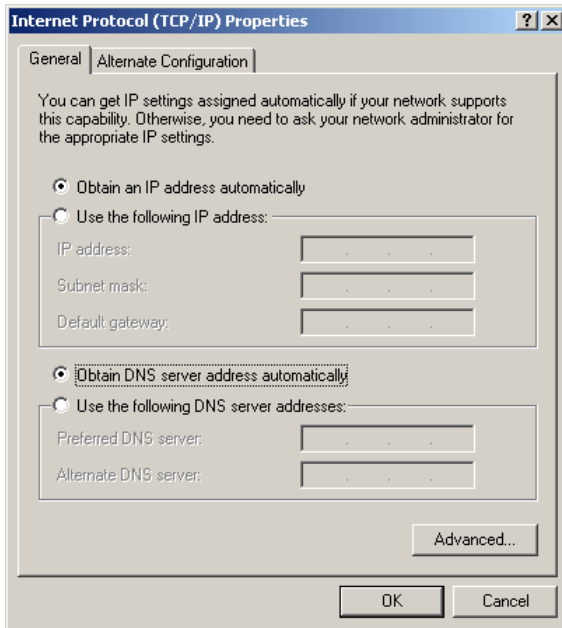 Internet Protocol (TCP/IP) Properties
General
Alternate Configuration
You can get IP settings assigned automatically if your network supports
this capability. Otherwise, you need to ask your network administrator for
the appropriate IP settings.
Obtain an IP address automatically
Use the following IP address:
IP address:
Subnet mask:
Default gateway:
Obtain DNS server address automatically
Use the following DNS server addresses:
Preferred DNS server:
Alternate DNS server:
Advanced...
OK
Cancel